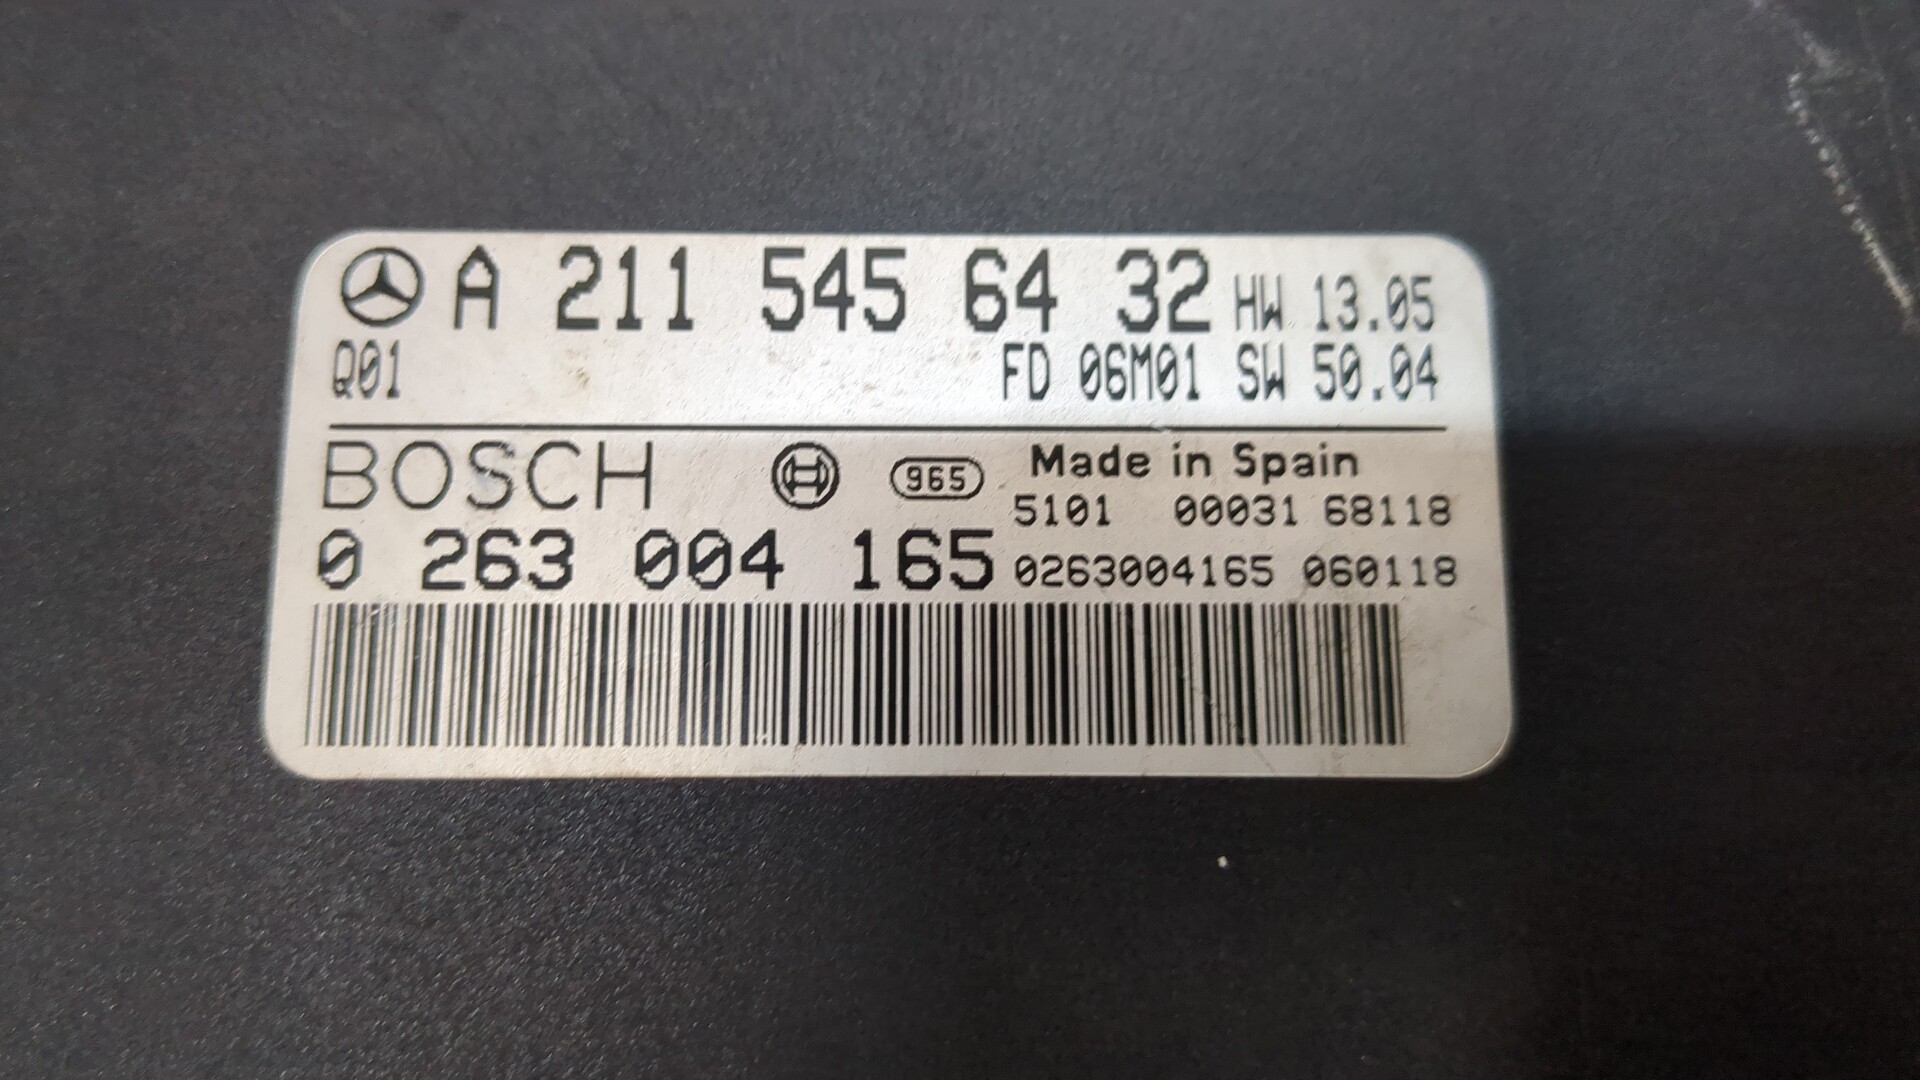 A 211 545 64 32 HW 13.05
Q01 FD 06M01 SW 50.04
BOSCH 965 Made in Spain
5101 00031 68118
0 263 004 165 0263004165 060118